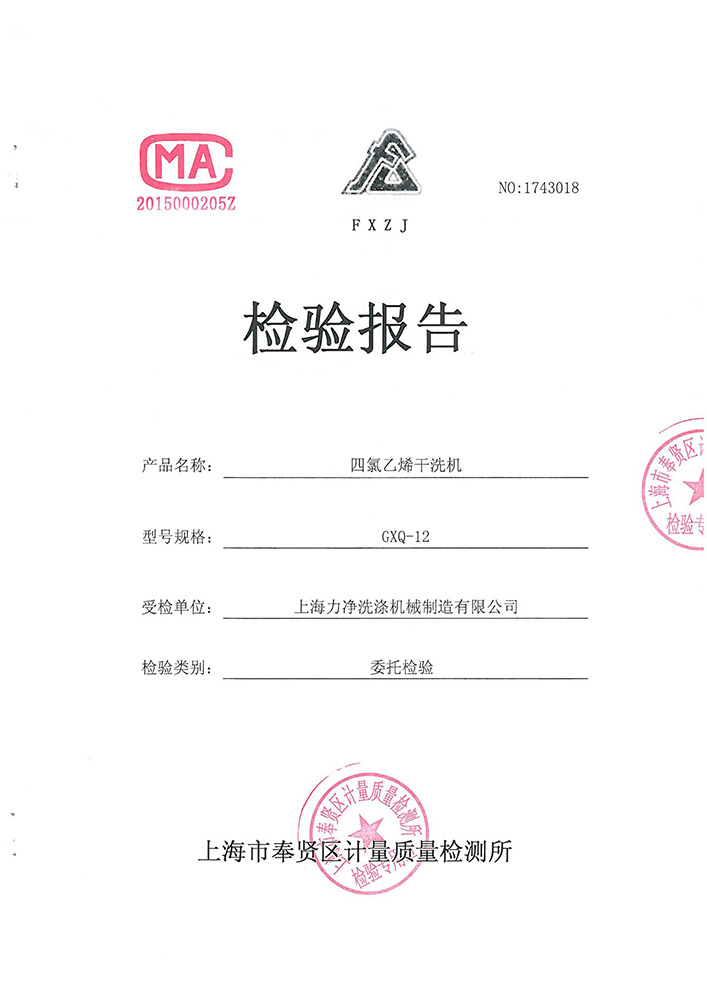 CMA
2015000205Z
FXZJ
NO:1743018
检验报告
产品名称: 四氯乙烯干洗机
型号规格: GXQ-12
受检单位: 上海力净洗涤机械制造有限公司
检验类别: 委托检验
上海市奉贤区计
检验专
上海市奉贤区计量质量检测所
检验专用
上海市奉贤区计量质量检测所